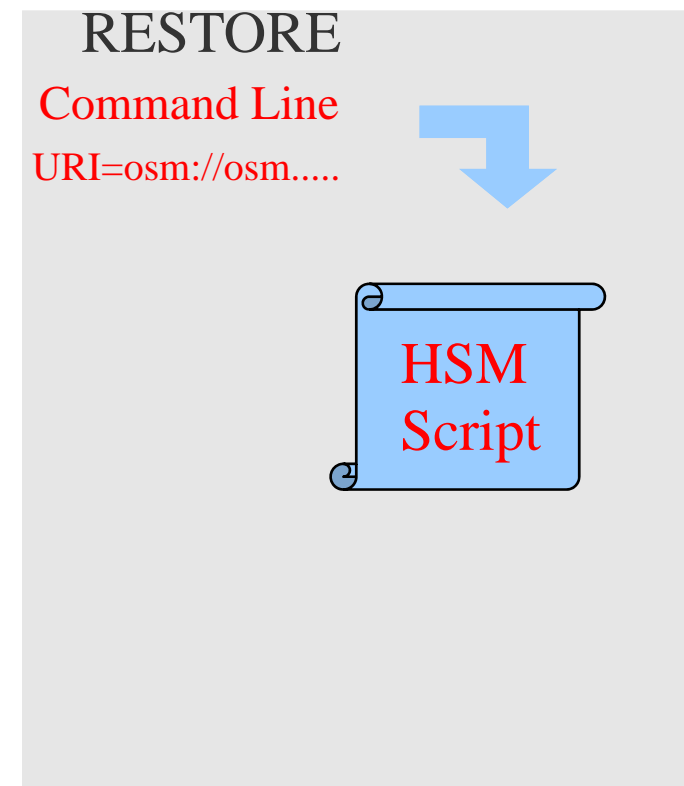 RESTORE
Command Line
URI=osm://osm.....
HSM
Script